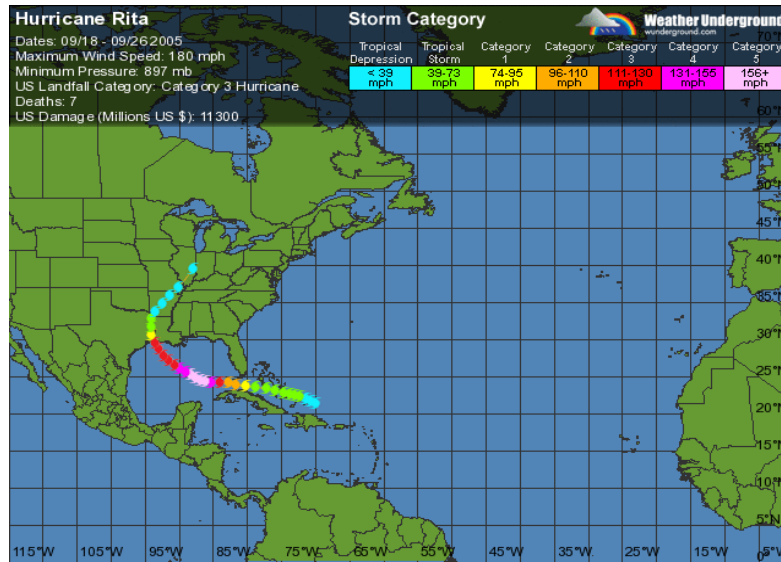 Hurricane Rita
Dates: 09/18 - 09/26 2005
Maximum Wind Speed: 180 mph
Minimum Pressure: 897 mb
US Landfall Category: Category 3 Hurricane
Deaths: 7
US Damage (Millions US $): 11300
Storm Category
Weather Underground
wunderground.com
Tropical Depression
Tropical Storm
Category 1
Category 2
Category 3
Category 4
Category 5
< 39 mph
39-73 mph
74-95 mph
96-110 mph
111-130 mph
131-155 mph
156+ mph
60°N
55°N
50°N
45°N
40°N
35°N
30°N
25°N
20°N
15°N
10°N
5°N
115°W 105°W 95°W 85°W 75°W 65°W 55°W 45°W 35°W 25°W 15°W 5°W